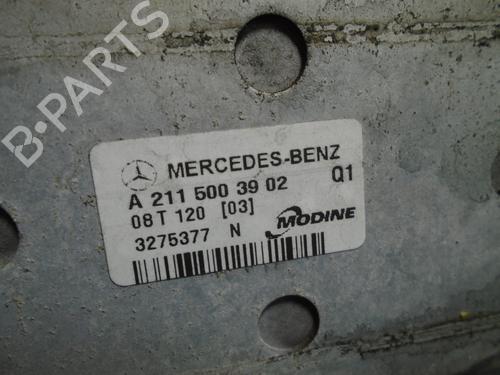 B-PARTS
MERCEDES-BENZ
A 211 500 39 02 Q1
08 T 120 [03]
3275377 N MODINE